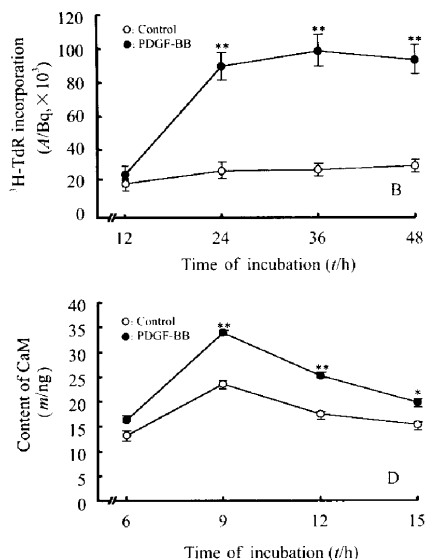 ○: Control
●: PDGF-BB
³H-TdR incorporation
(A/Bq, ×10³)
120
100
80
60
40
20
0
**
**
**
B
12
24
36
48
Time of incubation (t/h)
○: Control
●: PDGF-BB
Content of CaM
(m/ng)
40
35
30
25
20
15
10
5
0
**
**
*
D
6
9
12
15
Time of incubation (t/h)